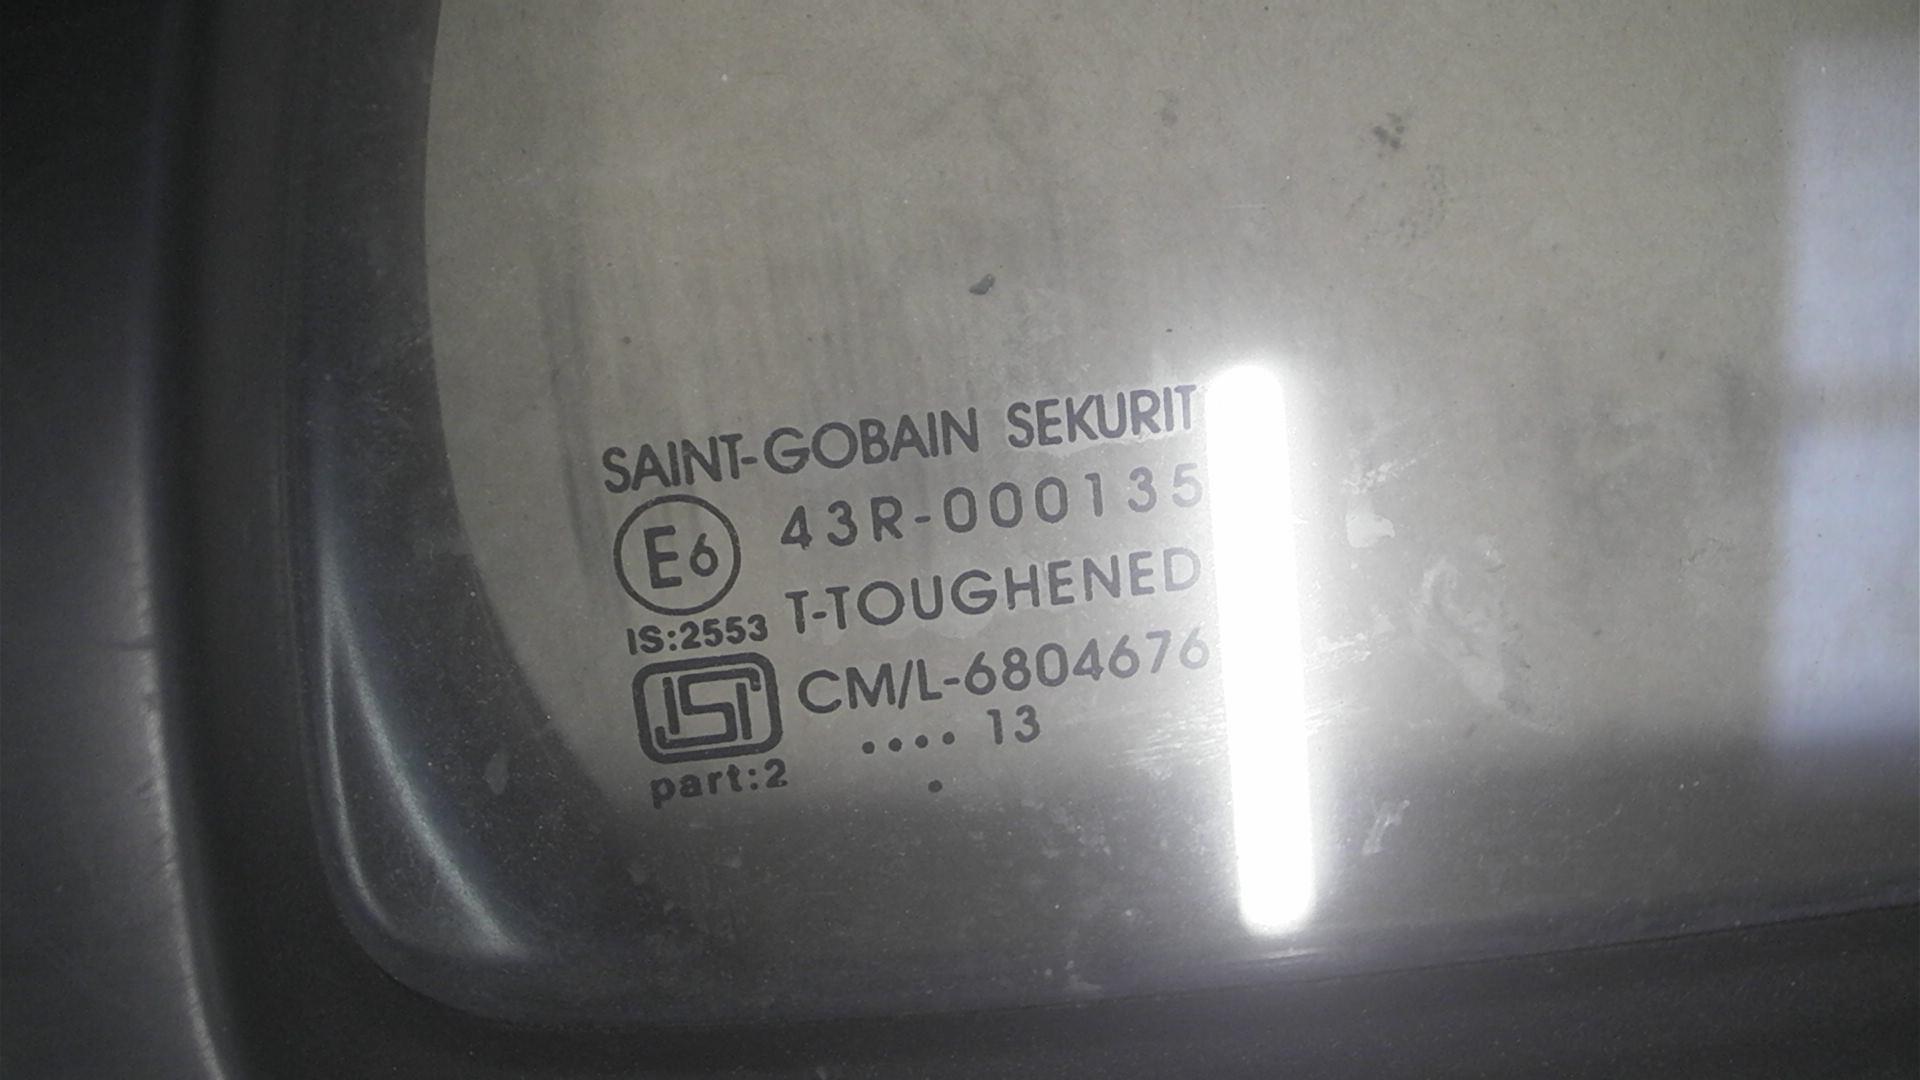 SAINT-GOBAIN SEKURIT
E6 43R-000135
IS:2553 T-TOUGHENED
ISI CM/L-6804676
.... 13
part:2 .